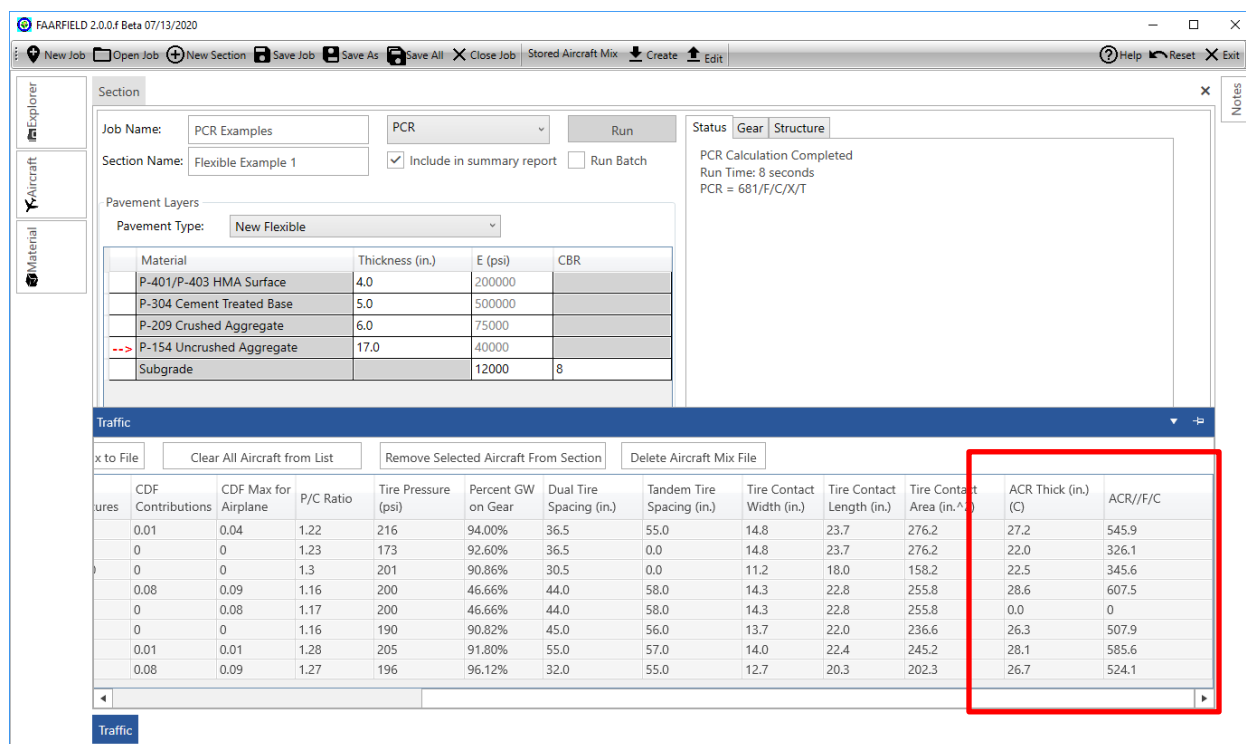 FAARFIELD 2.0.0.f Beta 07/13/2020
New Job Open Job New Section Save Job Save As Save All Close Job Stored Aircraft Mix Create Edit Help Reset Exit
Explorer
Aircraft
Material
Notes
Section
Job Name: PCR Examples PCR Run
Section Name: Flexible Example 1 Include in summary report Run Batch
Status Gear Structure
PCR Calculation Completed
Run Time: 8 seconds
PCR = 681/F/C/X/T
Pavement Layers
Pavement Type: New Flexible
Material Thickness (in.) E (psi) CBR
P-401/P-403 HMA Surface 4.0 200000
P-304 Cement Treated Base 5.0 500000
P-209 Crushed Aggregate 6.0 75000
--> P-154 Uncrushed Aggregate 17.0 40000
Subgrade 12000 8
Traffic
x to File Clear All Aircraft from List Remove Selected Aircraft From Section Delete Aircraft Mix File
ures CDF Contributions CDF Max for Airplane P/C Ratio Tire Pressure (psi) Percent GW on Gear Dual Tire Spacing (in.) Tandem Tire Spacing (in.) Tire Contact Width (in.) Tire Contact Length (in.) Tire Contact Area (in.^2) ACR Thick (in.) (C) ACR//F/C
0.01 0.04 1.22 216 94.00% 36.5 55.0 14.8 23.7 276.2 27.2 545.9
0 0 1.23 173 92.60% 36.5 0.0 14.8 23.7 276.2 22.0 326.1
) 0 0 1.3 201 90.86% 30.5 0.0 11.2 18.0 158.2 22.5 345.6
0.08 0.09 1.16 200 46.66% 44.0 58.0 14.3 22.8 255.8 28.6 607.5
0 0.08 1.17 200 46.66% 44.0 58.0 14.3 22.8 255.8 0.0 0
0 0 1.16 190 90.82% 45.0 56.0 13.7 22.0 236.6 26.3 507.9
0.01 0.01 1.28 205 91.80% 55.0 57.0 14.0 22.4 245.2 28.1 585.6
0.08 0.09 1.27 196 96.12% 32.0 55.0 12.7 20.3 202.3 26.7 524.1
Traffic